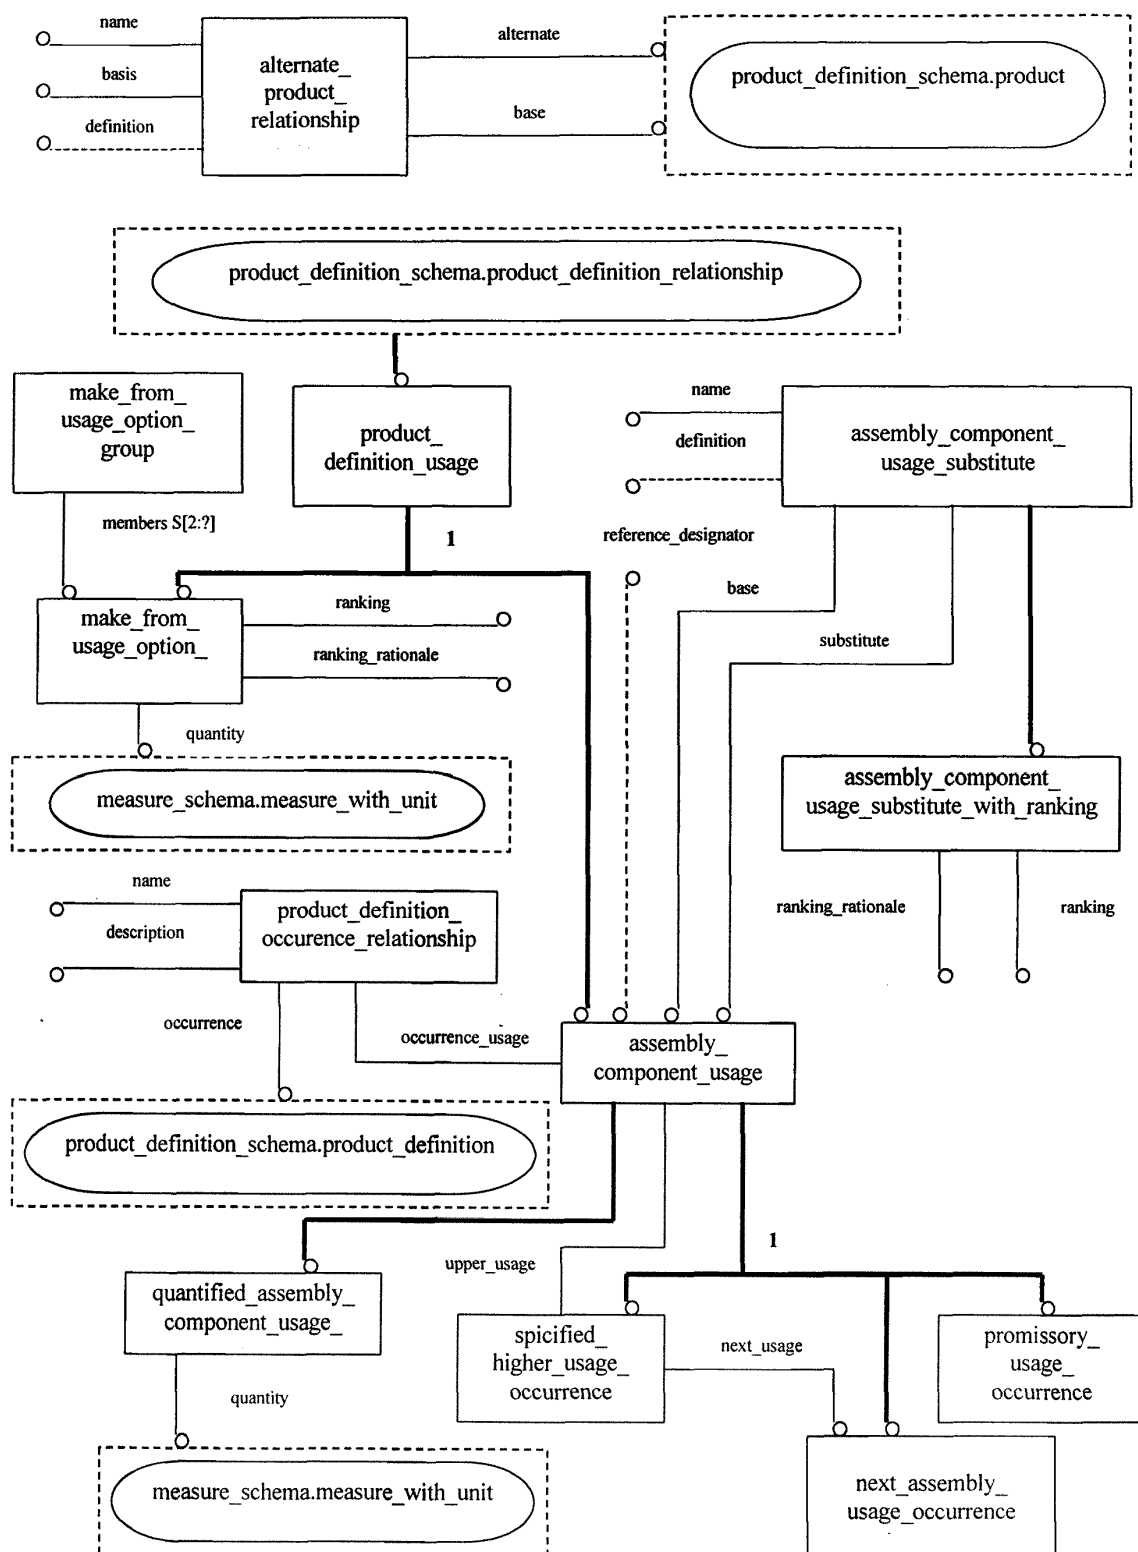 name
alternate
basis
alternate_
product_
relationship
product_definition_schema.product
definition
base
product_definition_schema.product_definition_relationship
make_from_
usage_option_
group
product_
definition_usage
name
definition
assembly_component_
usage_substitute
members S[2:?]
1
reference_designator
base
substitute
make_from_
usage_option_
ranking
ranking_rationale
quantity
measure_schema.measure_with_unit
assembly_component_
usage_substitute_with_ranking
name
description
product_definition_
occurence_relationship
ranking_rationale
ranking
occurrence
occurrence_usage
assembly_
component_usage
product_definition_schema.product_definition
1
upper_usage
quantified_assembly_
component_usage_
spicified_
higher_usage_
occurrence
next_usage
promissory_
usage_
occurrence
quantity
measure_schema.measure_with_unit
next_assembly_
usage_occurrence